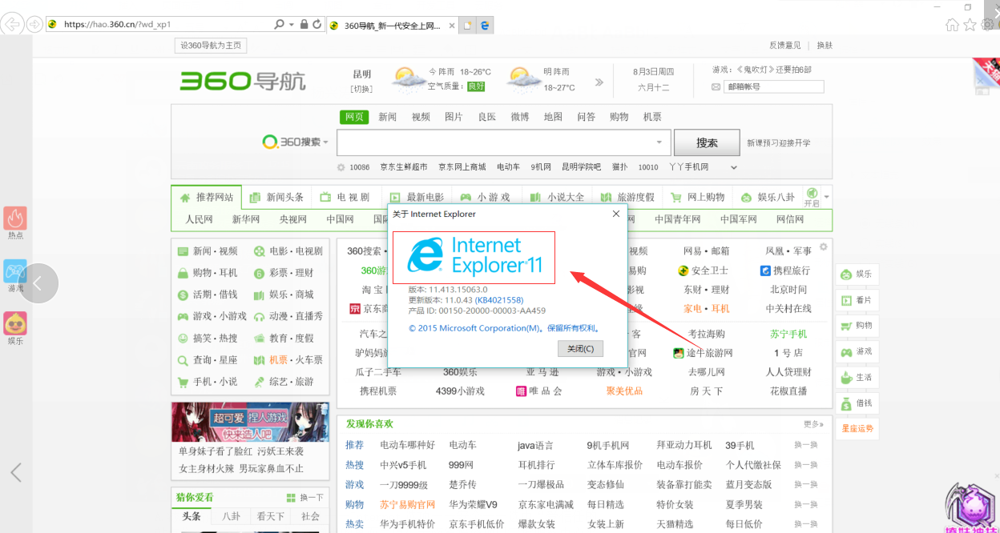 https://hao.360.cn/?wd_xp1
360导航_新一代安全上网...
设360导航为主页
反馈意见 | 换肤
360导航
昆明
[切换]
今 阵雨 18~26°C
空气质量：良好
明 阵雨
18~27°C
8月3日周四
六月十二
游戏：《鬼吹灯》还要拍6部
邮箱帐号
网页 新闻 视频 图片 良医 微博 地图 问答 购物 机票
360搜索
搜索
新课预习迎接开学
10086 京东生鲜超市 京东网上商城 电动车 9机网 昆明学院吧 猫扑 10010 丫丫手机网
推荐网站 新闻头条 电 视 剧 最新电影 小 游 戏 小说大全 旅游度假 网上购物 娱乐八卦 开启
人民网 新华网 央视网 中国网 国际 网 中国青年网 中国军网 网信网
热点
游戏
娱乐
新闻·视频 电影·电视剧
购物·耳机 彩票·理财
活期·借钱 娱乐·商城
游戏·小游戏 动漫·直播秀
搞笑·热搜 教育·度假
查询·星座 机票·火车票
手机·小说 综艺·旅游
关于 Internet Explorer
Internet
Explorer 11
版本: 11.413.15063.0
更新版本: 11.0.43 (KB4021558)
产品 ID: 00150-20000-00003-AA459
© 2015 Microsoft Corporation(M)。保留所有权利。
关闭(C)
360搜索· 视频 网易·邮箱 凤凰·军事
360游 易购 安全卫士 携程旅行
淘 宝 影视 东财·理财 北京时间
京 京东商 家电·耳机 中关村在线
汽车之 客 考拉海购 苏宁手机
驴妈妈 官网 途牛旅游网 1 号 店
瓜子二手车 360娱乐 亚 马 逊 游戏·小游戏 去哪儿网 人人贷理财
携程机票 4399小游戏 唯 唯 品 会 聚美优品 房 天 下 花椒直播
娱乐
看片
购物
游戏
生活
借钱
星座运势
超可爱 捏人游戏
快来造人吧
单身妹子看了脸红 污妖王来袭
女主身材火辣 男玩家鼻血不止
猜你爱看 换一下
头条 八卦 看天下 社会
发现你喜欢 更多»
推荐 电动车哪种好 电动车 java语言 9机手机网 拜亚动力耳机 39手机 换一换
热搜 中兴v5手机 999网 耳机排行 立体车库报价 电动车报价 个人代缴社保 换一换
游戏 一刀9999级 楚乔传 一刀爆极品 变态修仙 装备靠打能卖 蓝月变态版 换一换
购物 苏宁易购官网 华为荣耀V9 京东家电满减 每日精选 特价女装 夏季男装 换一换
热卖 华为手机特价 京东手机低价 爆款女装 女装上新 天猫精选 每日低价 换一换